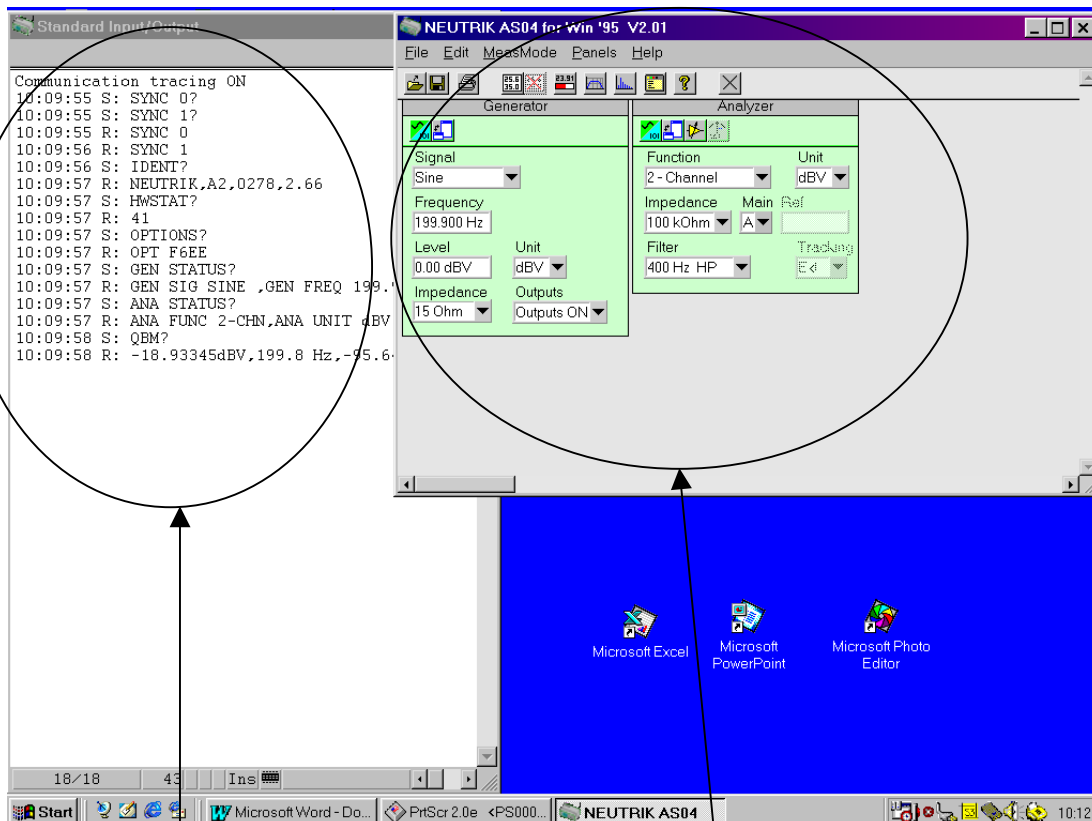 Standard Input/Output
Communication tracing ON
10:09:55 S: SYNC 0?
10:09:55 S: SYNC 1?
10:09:55 R: SYNC 0
10:09:56 R: SYNC 1
10:09:56 S: IDENT?
10:09:57 R: NEUTRIK,A2,0278,2.66
10:09:57 S: HWSTAT?
10:09:57 R: 41
10:09:57 S: OPTIONS?
10:09:57 R: OPT F6EE
10:09:57 S: GEN STATUS?
10:09:57 R: GEN SIG SINE ,GEN FREQ 199.
10:09:57 S: ANA STATUS?
10:09:57 R: ANA FUNC 2-CHN,ANA UNIT dBV
10:09:58 S: QBM?
10:09:58 R: -18.93345dBV,199.8 Hz,-95.6
18/18 43 Ins
NEUTRIK AS04 for Win '95 V2.01
File Edit MeasMode Panels Help
Generator
Signal
Sine
Frequency
199.900 Hz
Level Unit
0.00 dBV dBV
Impedance Outputs
15 Ohm Outputs ON
Analyzer
Function Unit
2-Channel dBV
Impedance Main Ref
100 kOhm A
Filter Tracking
400 Hz HP
Microsoft Excel
Microsoft PowerPoint
Microsoft Photo Editor
Start Microsoft Word - Do... PrtScr 2.0e <PS000... NEUTRIK AS04 10:12